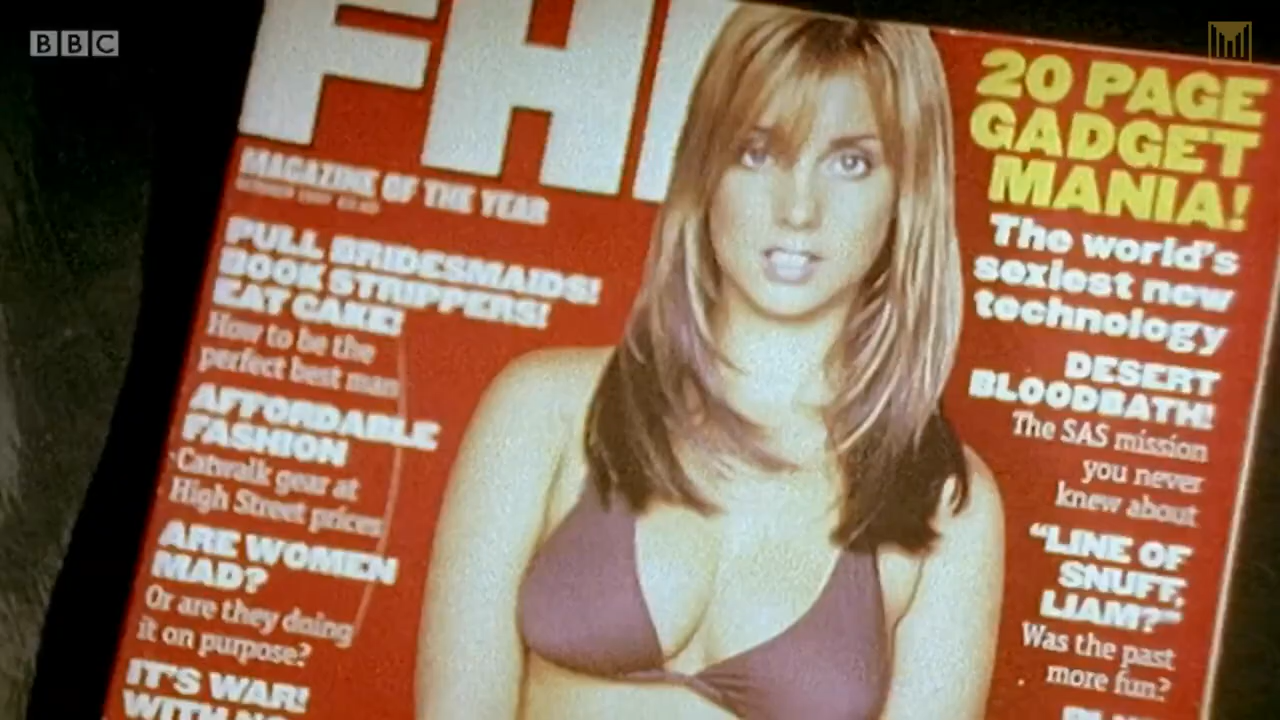 BBC
FH
MAGAZINE OF THE YEAR
PULL BRIDESMAIDS!
BOOK STRIPPERS!
EAT CAKE!
How to be the
perfect best man
AFFORDABLE
FASHION
Catwalk gear at
High Street prices
ARE WOMEN
MAD?
Or are they doing
it on purpose?
IT'S WAR!
WITH
20 PAGE
GADGET
MANIA!
The world's
sexiest new
technology
DESERT
BLOODBATH!
The SAS mission
you never
knew about
"LINE OF
SNUFF,
LIAM?"
Was the past
more fun?